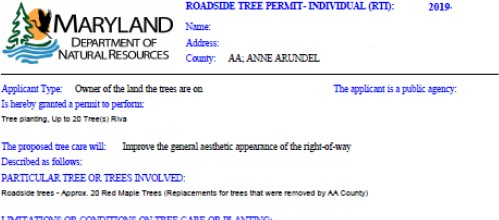 ROADSIDE TREE PERMIT- INDIVIDUAL (RTI): 2019-
MARYLAND
DEPARTMENT OF
NATURAL RESOURCES
Name:
Address:
County: AA; ANNE ARUNDEL
Applicant Type: Owner of the land the trees are on The applicant is a public agency:
Is hereby granted a permit to perform:
Tree planting, Up to 20 Tree(s) Riva
The proposed tree care will: Improve the general aesthetic appearance of the right-of-way
Described as follows:
PARTICULAR TREE OR TREES INVOLVED:
Roadside trees - Approx. 20 Red Maple Trees (Replacements for trees that were removed by AA County)
LIMITATIONS OR CONDITIONS ON TREE CARE OR PLANTING: